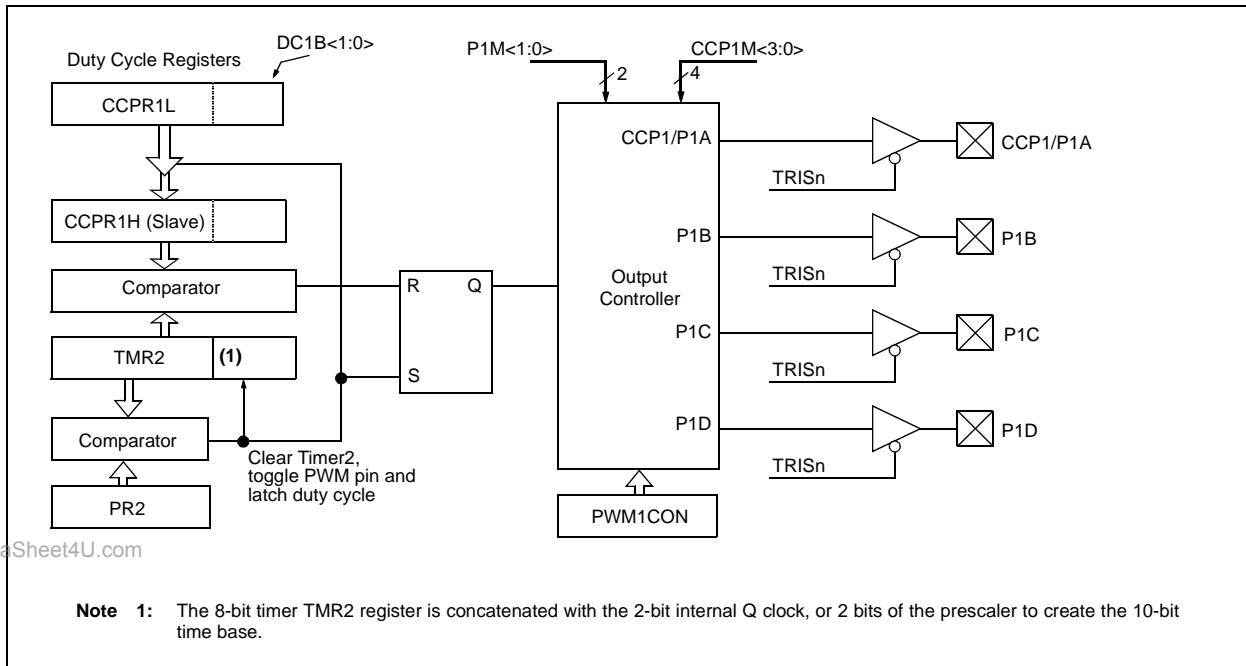 DC1B<1:0>
Duty Cycle Registers
CCPR1L
CCPR1H (Slave)
Comparator
TMR2
(1)
Comparator
PR2
Clear Timer2,
toggle PWM pin and
latch duty cycle
R
Q
S
P1M<1:0>
2
CCP1M<3:0>
4
CCP1/P1A
P1B
Output
Controller
P1C
P1D
PWM1CON
TRISn
CCP1/P1A
TRISn
P1B
TRISn
P1C
TRISn
P1D
aSheet4U.com
Note 1: The 8-bit timer TMR2 register is concatenated with the 2-bit internal Q clock, or 2 bits of the prescaler to create the 10-bit
time base.